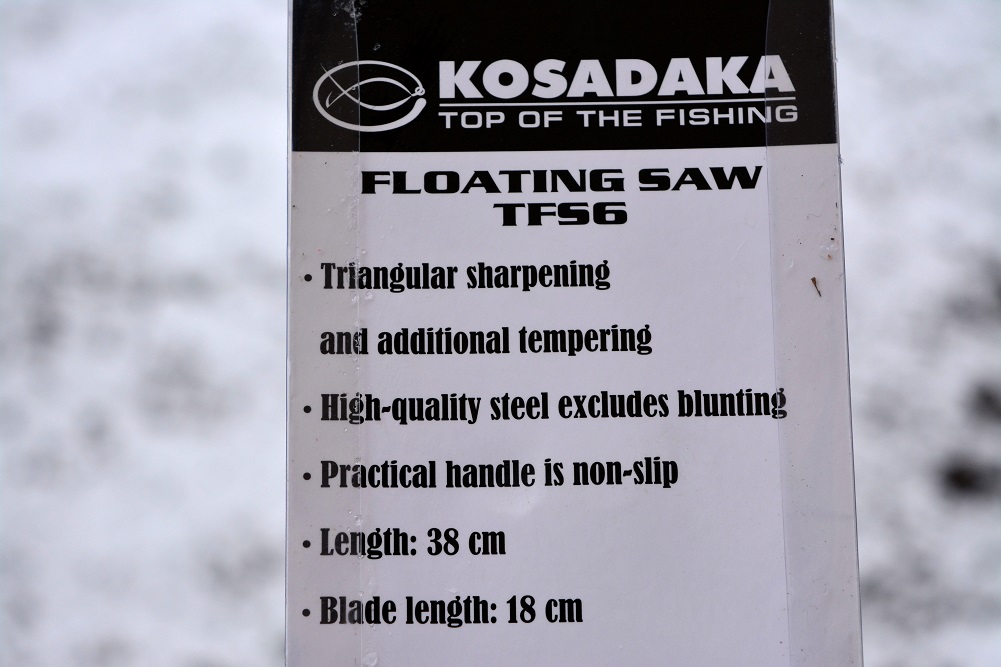 KOSADAKA
TOP OF THE FISHING
FLOATING SAW
TFS6
• Triangular sharpening
and additional tempering
• High-quality steel excludes blunting
• Practical handle is non-slip
• Length: 38 cm
• Blade length: 18 cm